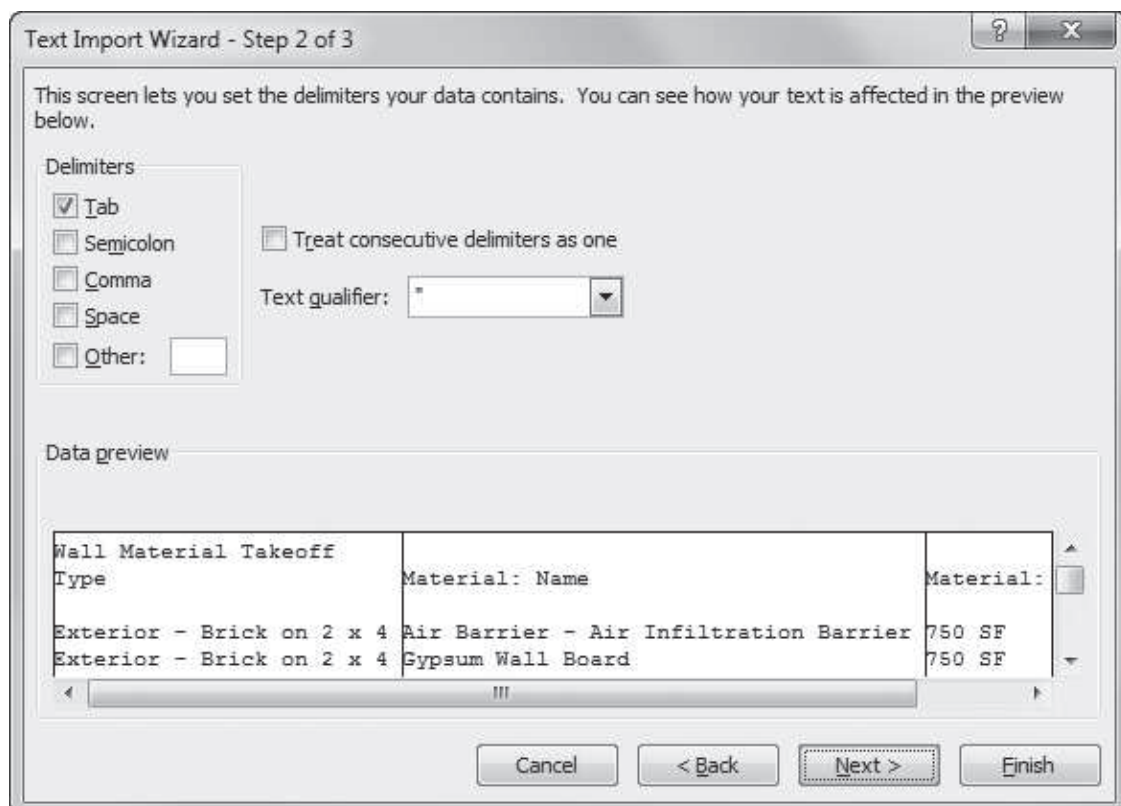 Text Import Wizard - Step 2 of 3
This screen lets you set the delimiters your data contains. You can see how your text is affected in the preview
below.
Delimiters
Tab
Semicolon
Comma
Space
Other:
Treat consecutive delimiters as one
Text qualifier: "
Data preview
Wall Material Takeoff
Type Material: Name Material:
Exterior - Brick on 2 x 4 Air Barrier - Air Infiltration Barrier 750 SF
Exterior - Brick on 2 x 4 Gypsum Wall Board 750 SF
Cancel < Back Next > Finish